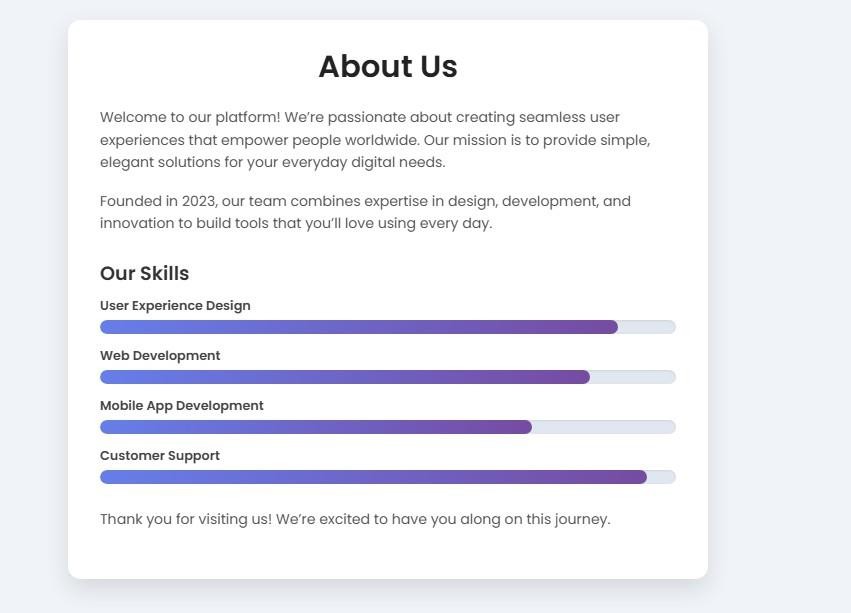 About Us
Welcome to our platform! We’re passionate about creating seamless user
experiences that empower people worldwide. Our mission is to provide simple,
elegant solutions for your everyday digital needs.
Founded in 2023, our team combines expertise in design, development, and
innovation to build tools that you’ll love using every day.
Our Skills
User Experience Design
Web Development
Mobile App Development
Customer Support
Thank you for visiting us! We’re excited to have you along on this journey.